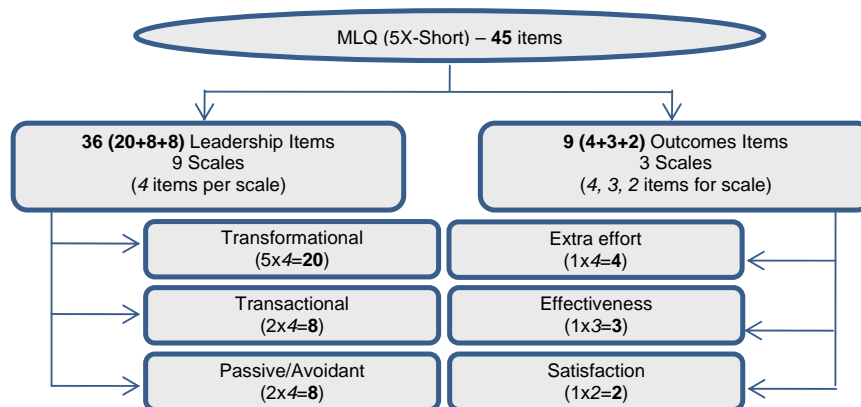 MLQ (5X-Short) – 45 items
36 (20+8+8) Leadership Items
9 Scales
(4 items per scale)
9 (4+3+2) Outcomes Items
3 Scales
(4, 3, 2 items for scale)
Transformational
(5x4=20)
Extra effort
(1x4=4)
Transactional
(2x4=8)
Effectiveness
(1x3=3)
Passive/Avoidant
(2x4=8)
Satisfaction
(1x2=2)